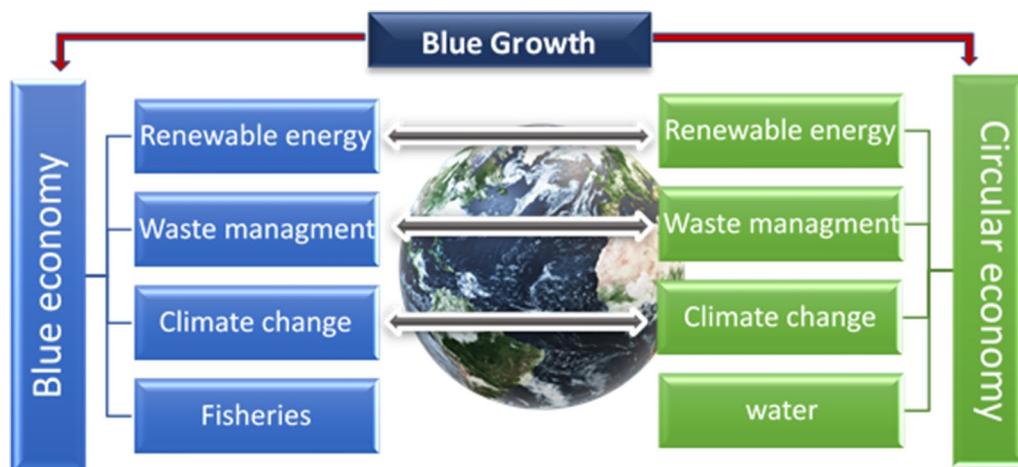 Blue Growth
Blue economy
Renewable energy
Waste managment
Climate change
Fisheries
Renewable energy
Waste managment
Climate change
water
Circular economy